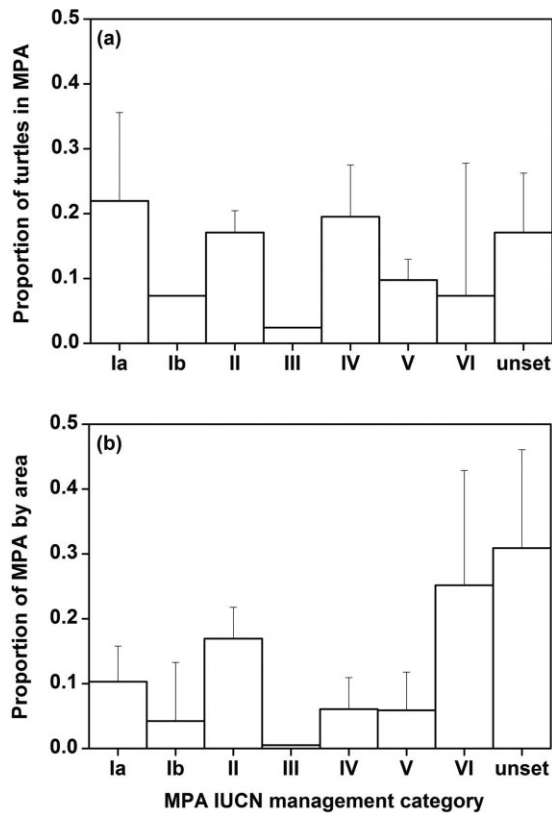 (a)
Proportion of turtles in MPA
0.5
0.4
0.3
0.2
0.1
0.0
Ia Ib II III IV V VI unset
(b)
Proportion of MPA by area
0.5
0.4
0.3
0.2
0.1
0.0
Ia Ib II III IV V VI unset
MPA IUCN management category